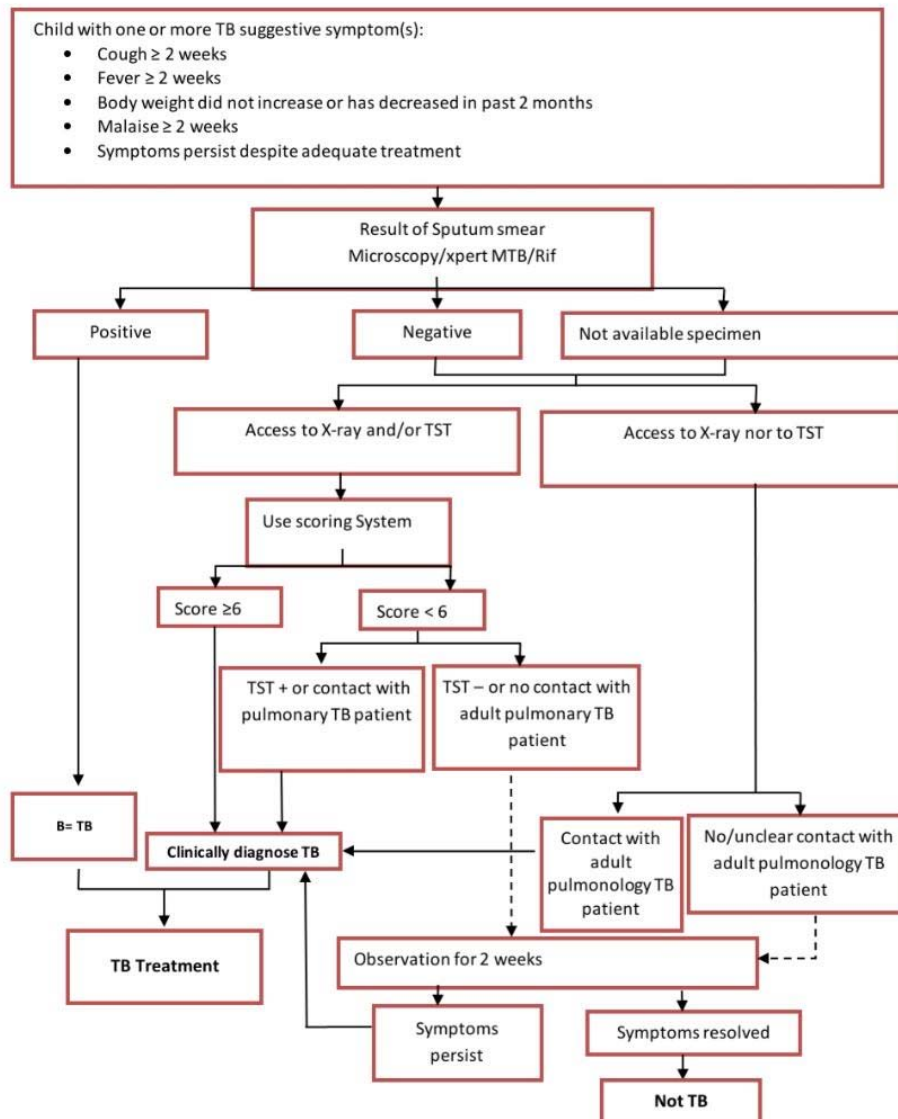 Child with one or more TB suggestive symptom(s):
• Cough ≥ 2 weeks
• Fever ≥ 2 weeks
• Body weight did not increase or has decreased in past 2 months
• Malaise ≥ 2 weeks
• Symptoms persist despite adequate treatment
Result of Sputum smear
Microscopy/xpert MTB/Rif
Positive
Negative
Not available specimen
Access to X-ray and/or TST
Access to X-ray nor to TST
Use scoring System
Score ≥6
Score < 6
TST + or contact with
pulmonary TB patient
TST – or no contact with
adult pulmonary TB
patient
B= TB
Clinically diagnose TB
Contact with
adult
pulmonology TB
patient
No/unclear contact with
adult pulmonology TB
patient
TB Treatment
Observation for 2 weeks
Symptoms
persist
Symptoms resolved
Not TB